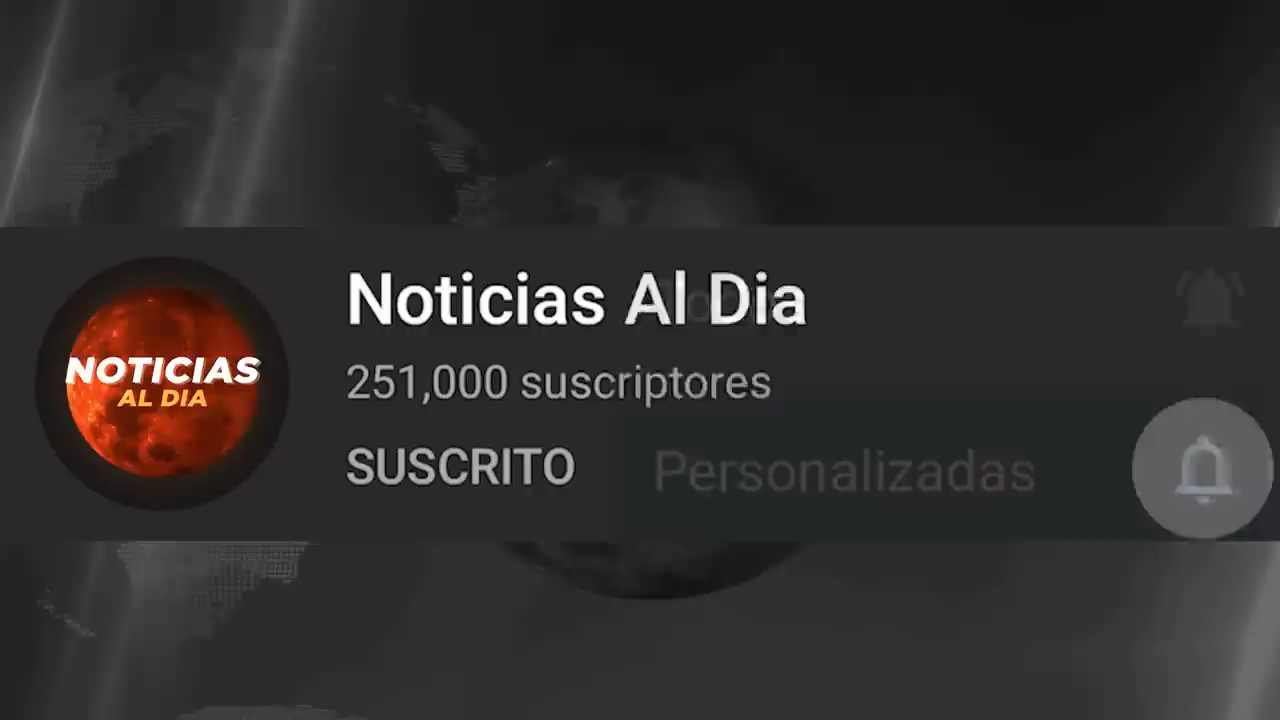 Noticias Al Dia
251,000 suscriptores
SUSCRITO
Personalizadas
NOTICIAS
AL DIA